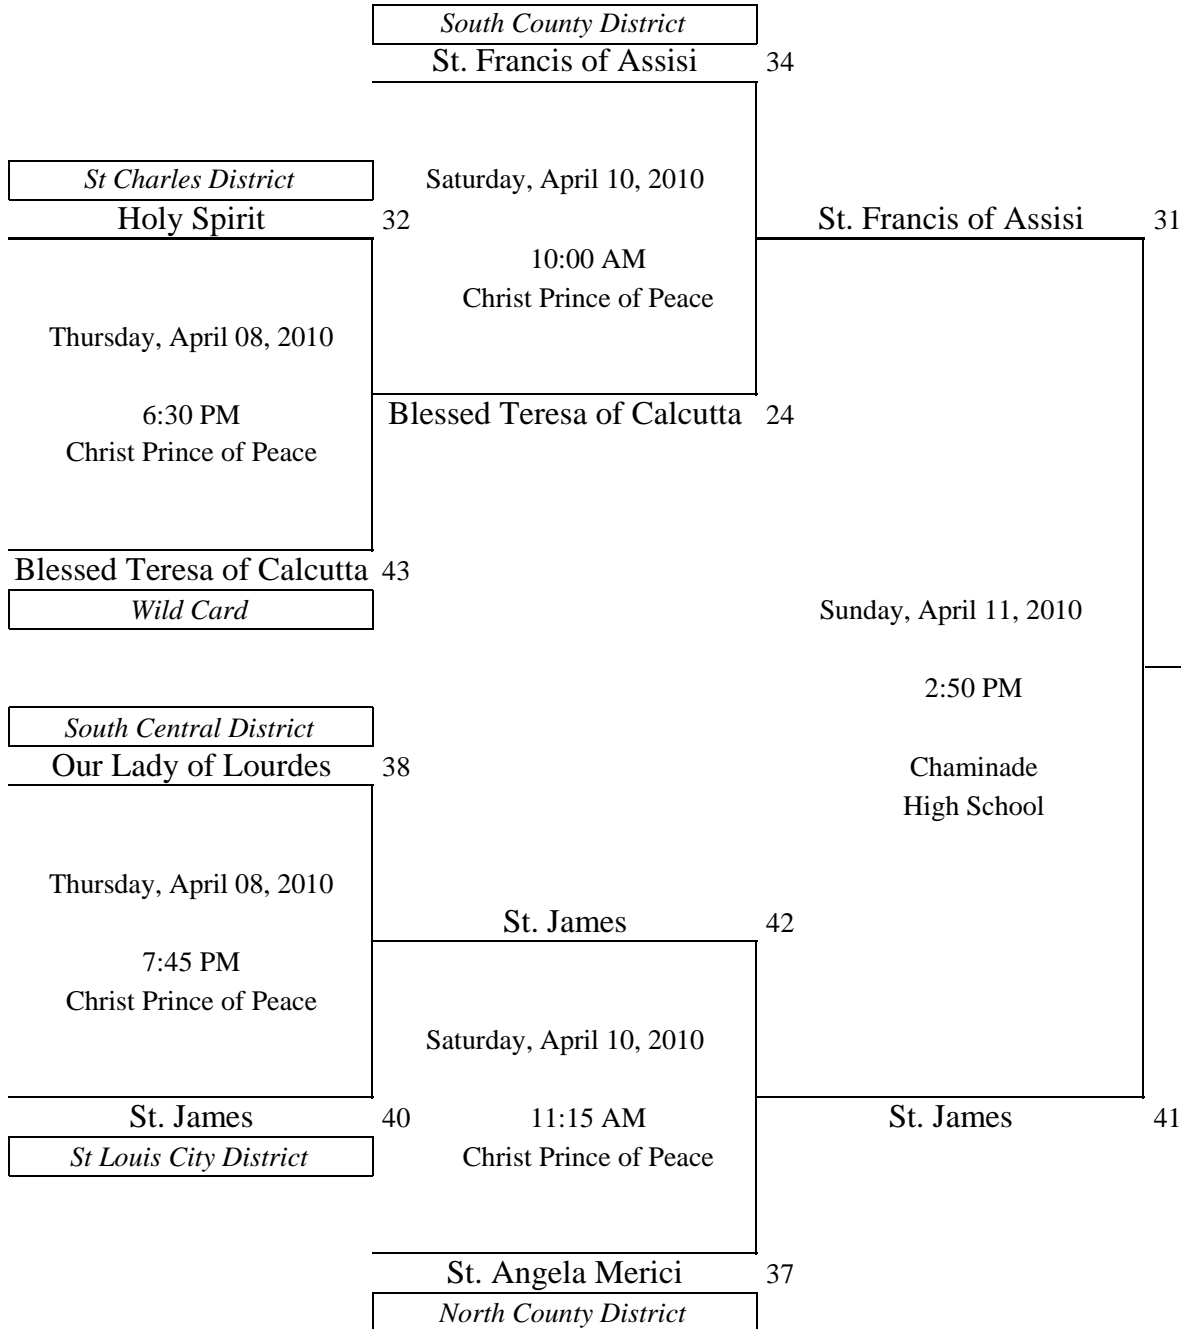 South County District
St. Francis of Assisi 34
St Charles District
Saturday, April 10, 2010
Holy Spirit 32
St. Francis of Assisi 31
10:00 AM
Christ Prince of Peace
Thursday, April 08, 2010
6:30 PM
Blessed Teresa of Calcutta 24
Christ Prince of Peace
Blessed Teresa of Calcutta 43
Wild Card
Sunday, April 11, 2010
2:50 PM
South Central District
Our Lady of Lourdes 38
Chaminade
High School
Thursday, April 08, 2010
St. James 42
7:45 PM
Christ Prince of Peace
Saturday, April 10, 2010
St. James 40
11:15 AM
St. James 41
St Louis City District
Christ Prince of Peace
St. Angela Merici 37
North County District